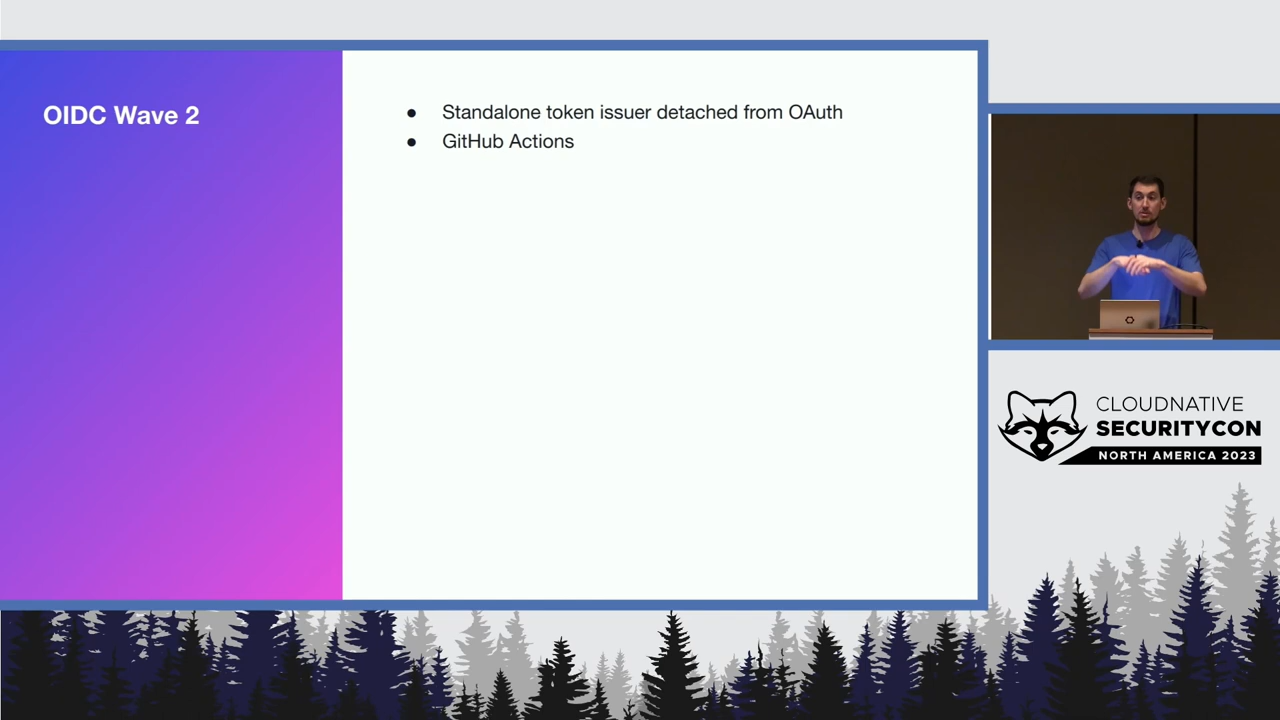 OIDC Wave 2
● Standalone token issuer detached from OAuth
● GitHub Actions
CLOUDNATIVE
SECURITYCON
NORTH AMERICA 2023